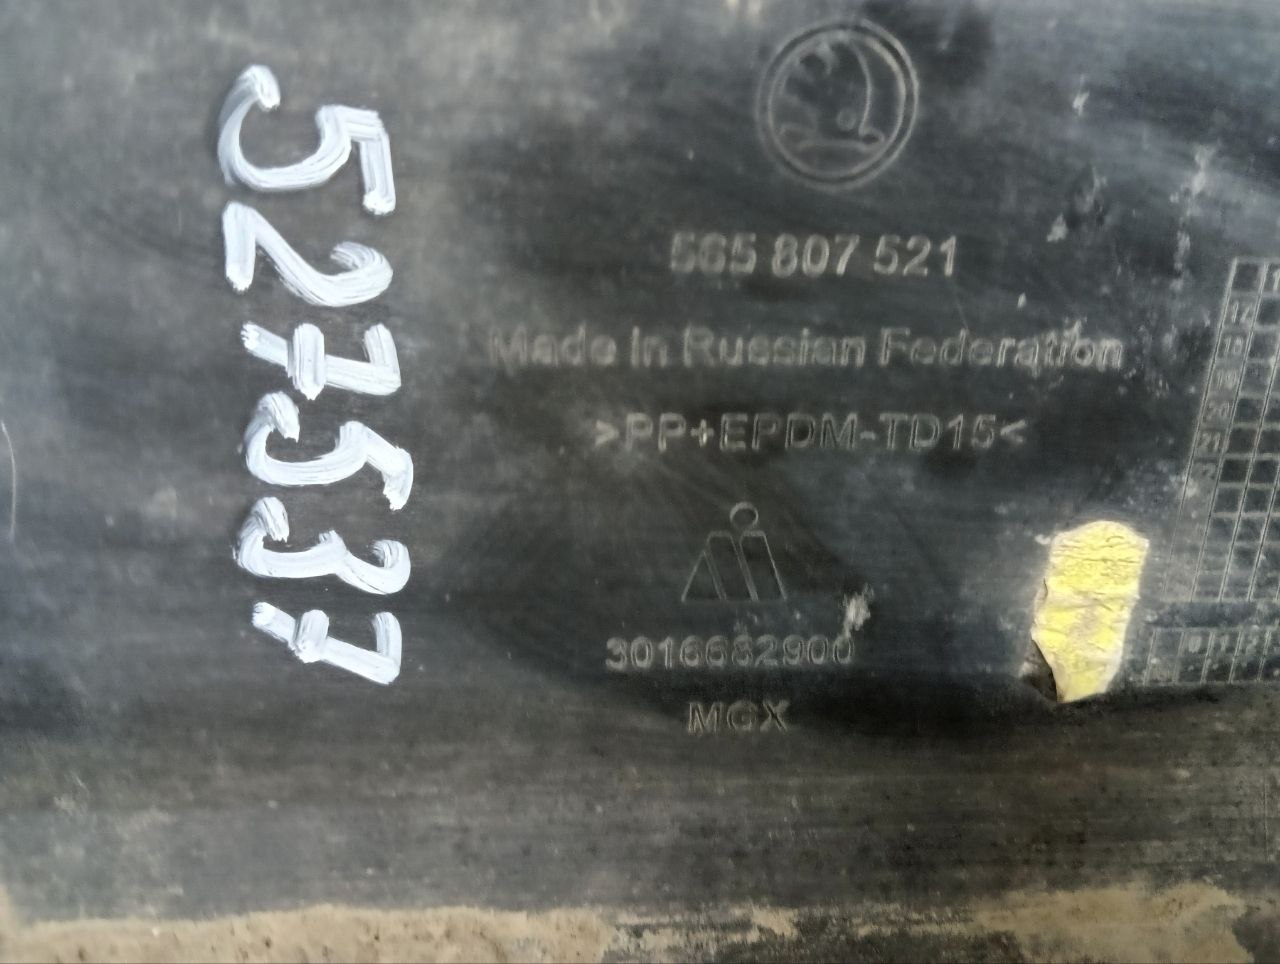 527537
565 807 521
Made in Russian Federation
>PP+EPDM-TD15<
3016682900
MGX